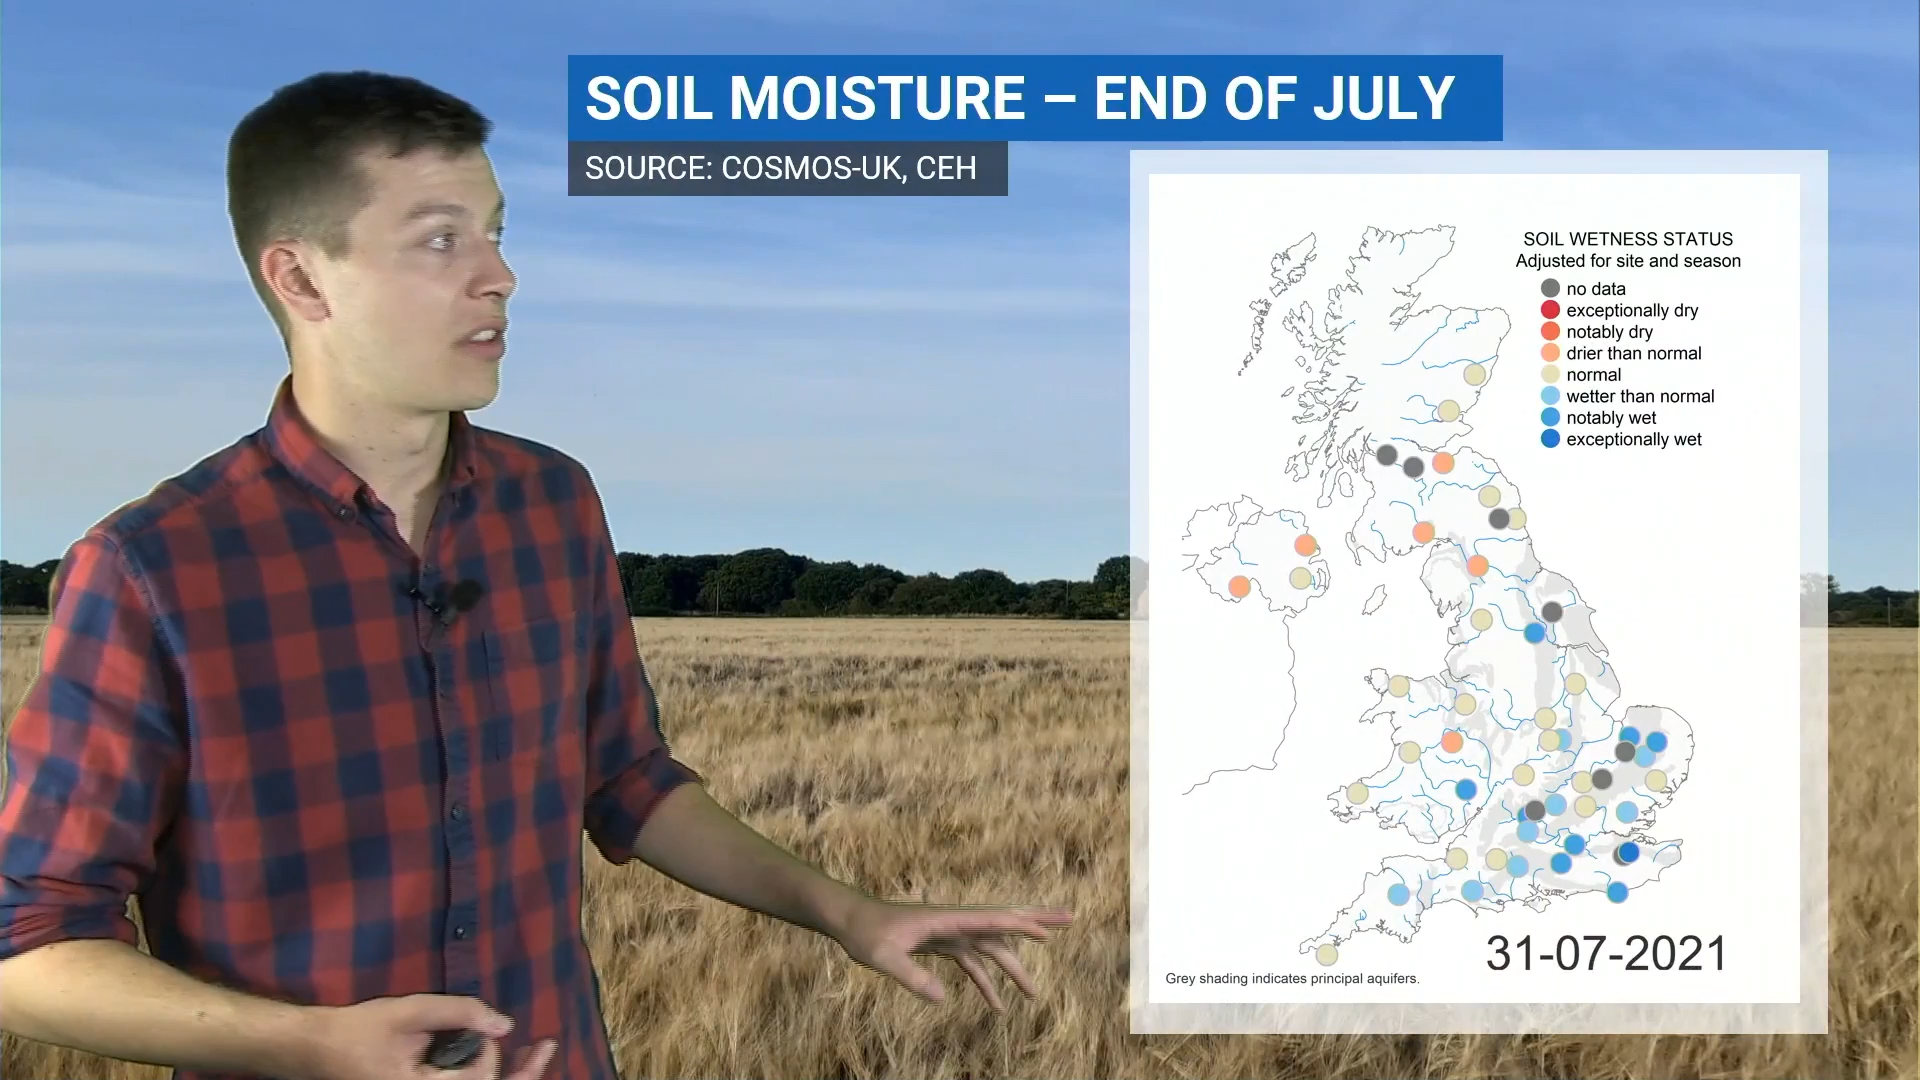 SOIL MOISTURE – END OF JULY
SOURCE: COSMOS-UK, CEH
SOIL WETNESS STATUS
Adjusted for site and season
no data
exceptionally dry
notably dry
drier than normal
normal
wetter than normal
notably wet
exceptionally wet
31-07-2021
Grey shading indicates principal aquifers.